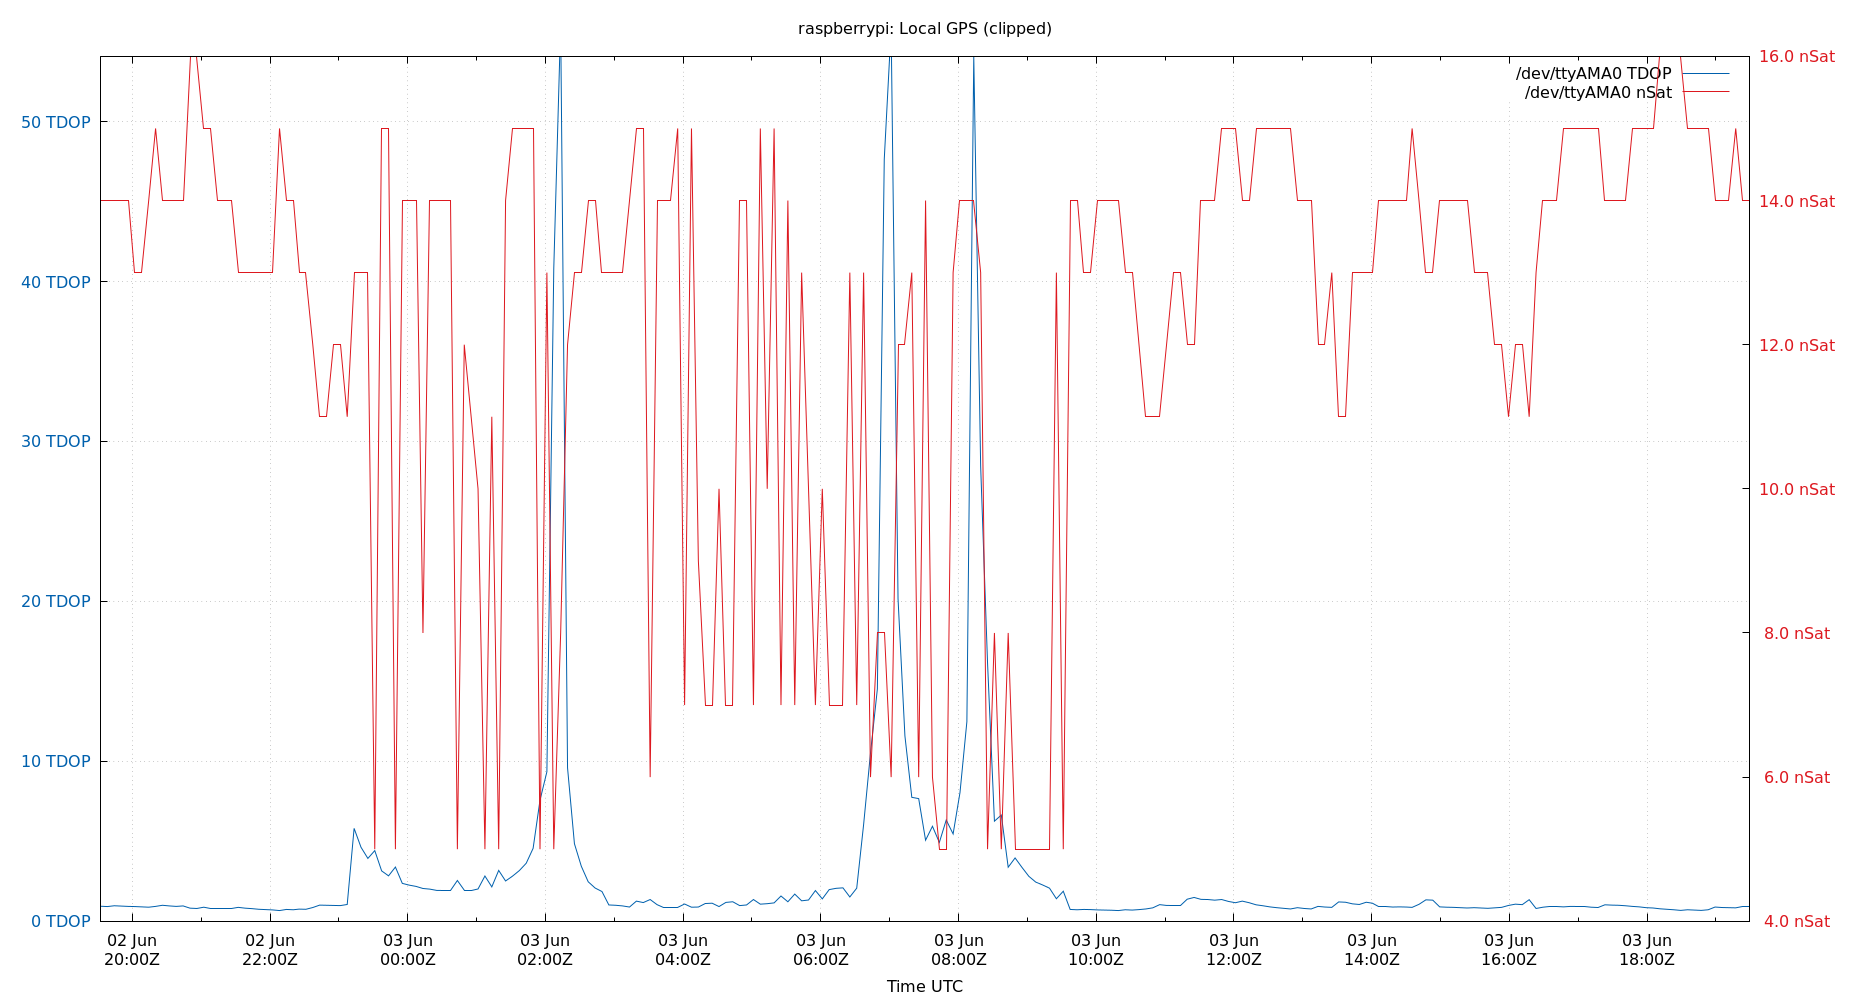 raspberrypi: Local GPS (clipped)
/dev/ttyAMA0 TDOP
/dev/ttyAMA0 nSat
50 TDOP
40 TDOP
30 TDOP
20 TDOP
10 TDOP
0 TDOP
16.0 nSat
14.0 nSat
12.0 nSat
10.0 nSat
8.0 nSat
6.0 nSat
4.0 nSat
02 Jun
20:00Z
02 Jun
22:00Z
03 Jun
00:00Z
03 Jun
02:00Z
03 Jun
04:00Z
03 Jun
06:00Z
03 Jun
08:00Z
03 Jun
10:00Z
03 Jun
12:00Z
03 Jun
14:00Z
03 Jun
16:00Z
03 Jun
18:00Z
Time UTC